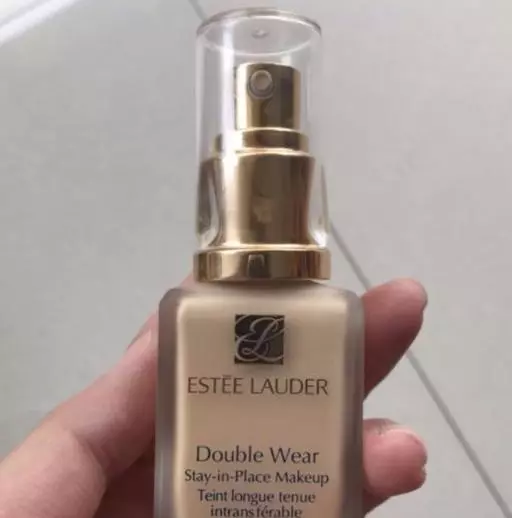 ESTĒE LAUDER
Double Wear
Stay-in-Place Makeup
Teint longue tenue
intransférable